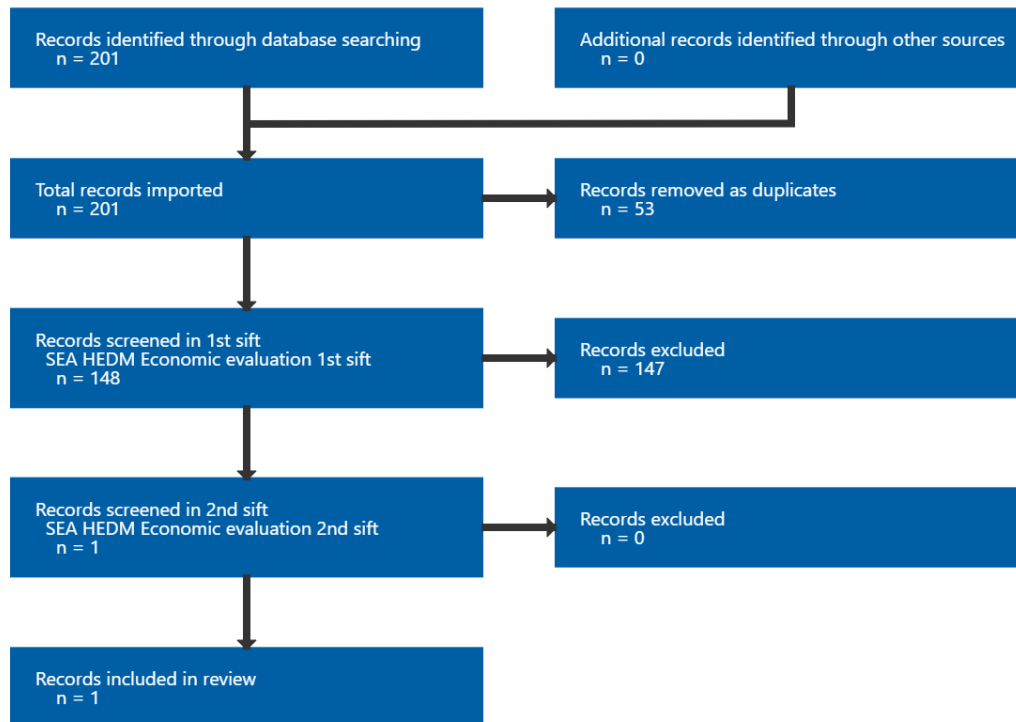 Records identified through database searching
n = 201
Additional records identified through other sources
n = 0
Total records imported
n = 201
Records removed as duplicates
n = 53
Records screened in 1st sift
SEA HEDM Economic evaluation 1st sift
n = 148
Records excluded
n = 147
Records screened in 2nd sift
SEA HEDM Economic evaluation 2nd sift
n = 1
Records excluded
n = 0
Records included in review
n = 1